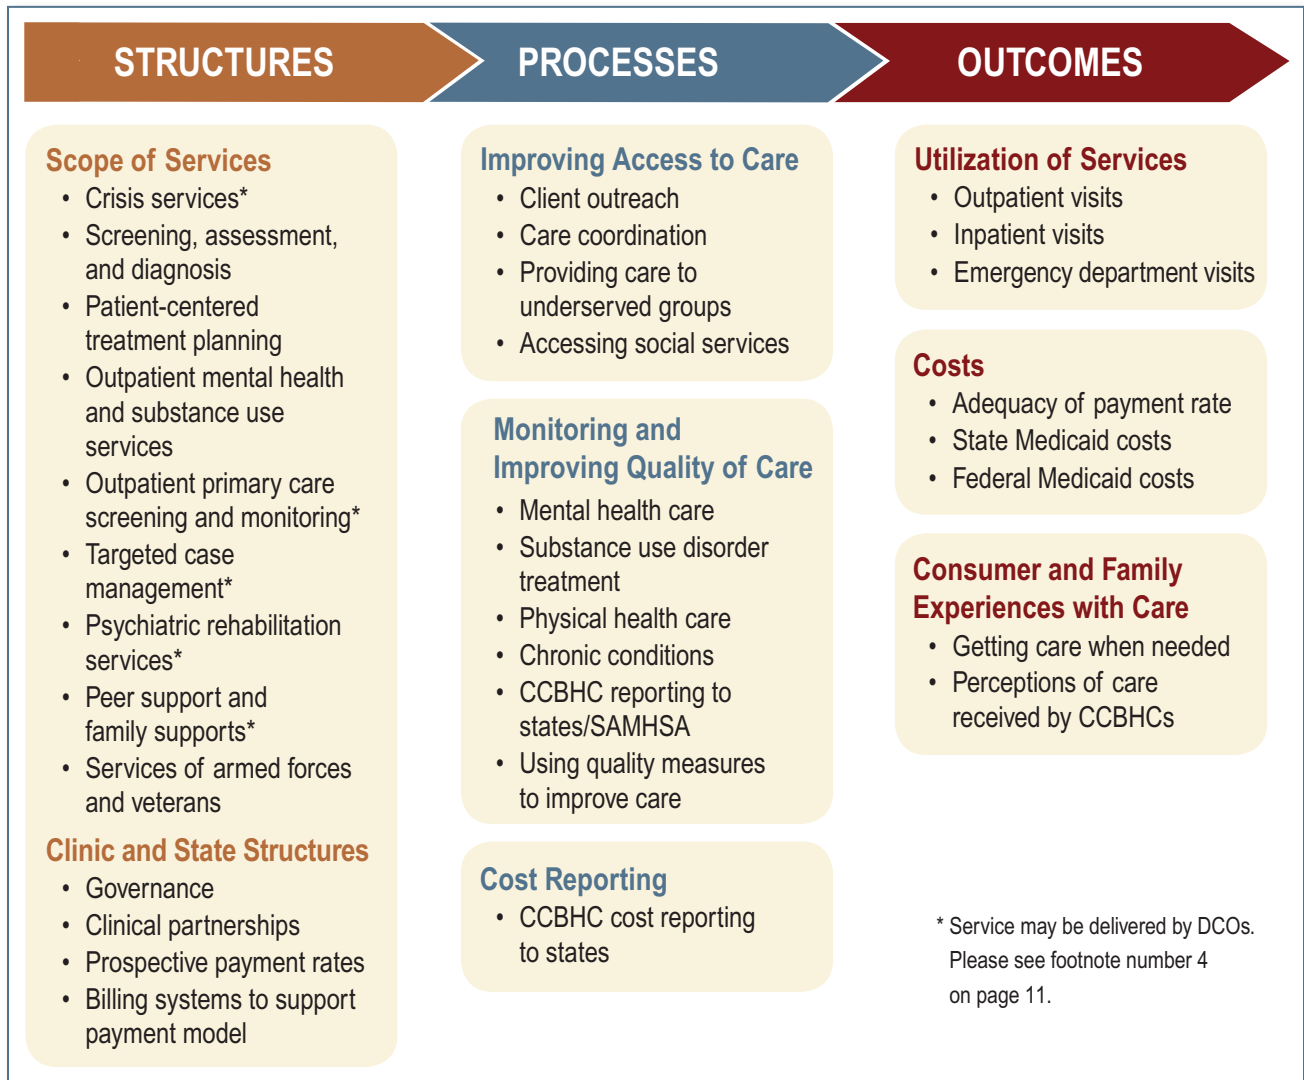 STRUCTURES
PROCESSES
OUTCOMES
Scope of Services
• Crisis services*
• Screening, assessment,
and diagnosis
• Patient-centered
treatment planning
• Outpatient mental health
and substance use
services
• Outpatient primary care
screening and monitoring*
• Targeted case
management*
• Psychiatric rehabilitation
services*
• Peer support and
family supports*
• Services of armed forces
and veterans
Clinic and State Structures
• Governance
• Clinical partnerships
• Prospective payment rates
• Billing systems to support
payment model
Improving Access to Care
• Client outreach
• Care coordination
• Providing care to
underserved groups
• Accessing social services
Monitoring and
Improving Quality of Care
• Mental health care
• Substance use disorder
treatment
• Physical health care
• Chronic conditions
• CCBHC reporting to
states/SAMHSA
• Using quality measures
to improve care
Cost Reporting
• CCBHC cost reporting
to states
Utilization of Services
• Outpatient visits
• Inpatient visits
• Emergency department visits
Costs
• Adequacy of payment rate
• State Medicaid costs
• Federal Medicaid costs
Consumer and Family
Experiences with Care
• Getting care when needed
• Perceptions of care
received by CCBHCs
* Service may be delivered by DCOs.
Please see footnote number 4
on page 11.